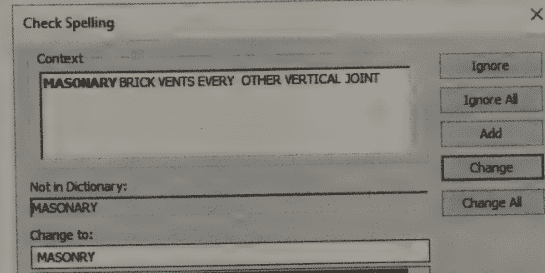 Check Spelling
Context
MASONARY BRICK VENTS EVERY OTHER VERTICAL JOINT
Ignore
Ignore All
Add
Change
Not in Dictionary:
MASONARY
Change All
Change to:
MASONRY